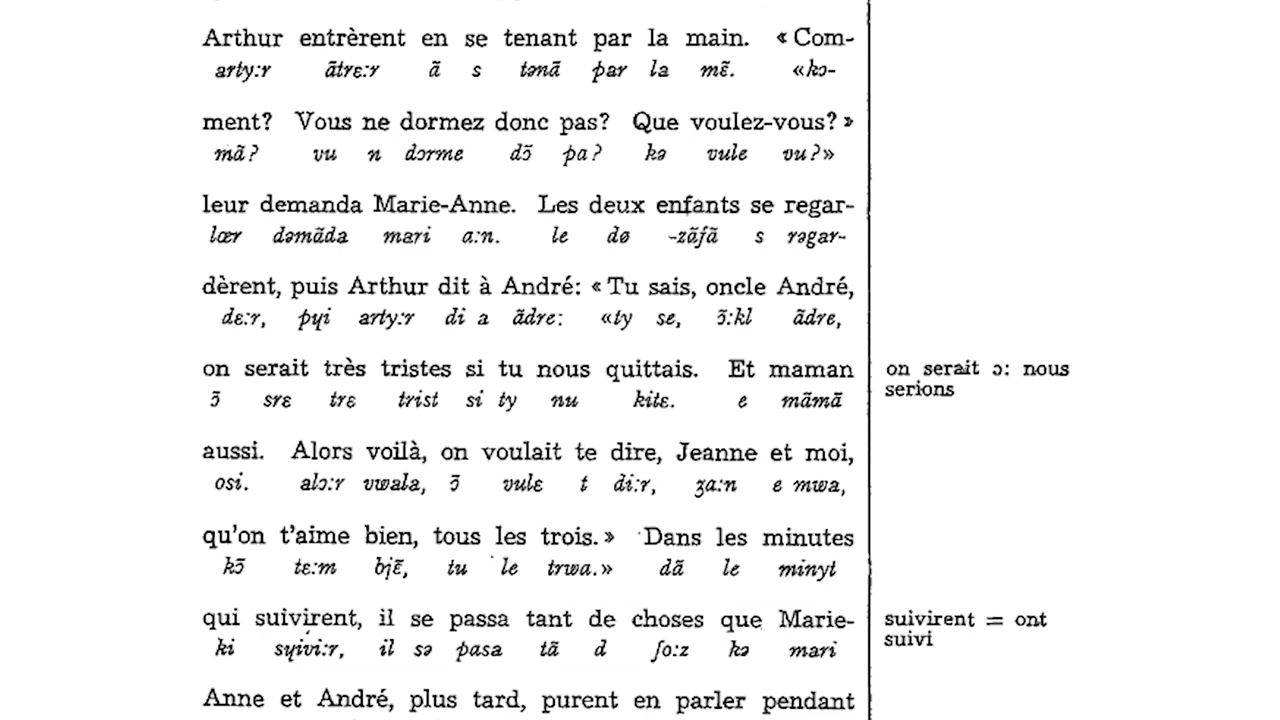 Arthur entrèrent en se tenant par la main. « Com-
arty:r ãtrɛ:r ã s tənã par la mɛ̃. «kɔ-
ment? Vous ne dormez donc pas? Que voulez-vous? »
mã? vu n dɔrme dɔ̃ pa? kə vule vu?»
leur demanda Marie-Anne. Les deux enfants se regar-
lœr dəmãda mari a:n. le dø -zãfã s rəgar-
dèrent, puis Arthur dit à André: « Tu sais, oncle André,
dɛ:r, pɥi arty:r di a ãdre: «ty se, ɔ̃:kl ãdre,
on serait très tristes si tu nous quittais. Et maman
ɔ̃ srɛ trɛ trist si ty nu kitɛ. e mãmã
on serait ɔ: nous
serions
aussi. Alors voilà, on voulait te dire, Jeanne et moi,
osi. alɔ:r vwala, ɔ̃ vulɛ t di:r, ʒa:n e mwa,
qu'on t'aime bien, tous les trois. » Dans les minutes
kɔ̃ tɛ:m bjɛ̃, tu le trwa.» dã le minyt
qui suivirent, il se passa tant de choses que Marie-
ki sɥivi:r, il sə pasa tã d ʃo:z kə mari
suivirent = ont
suivi
Anne et André, plus tard, purent en parler pendant